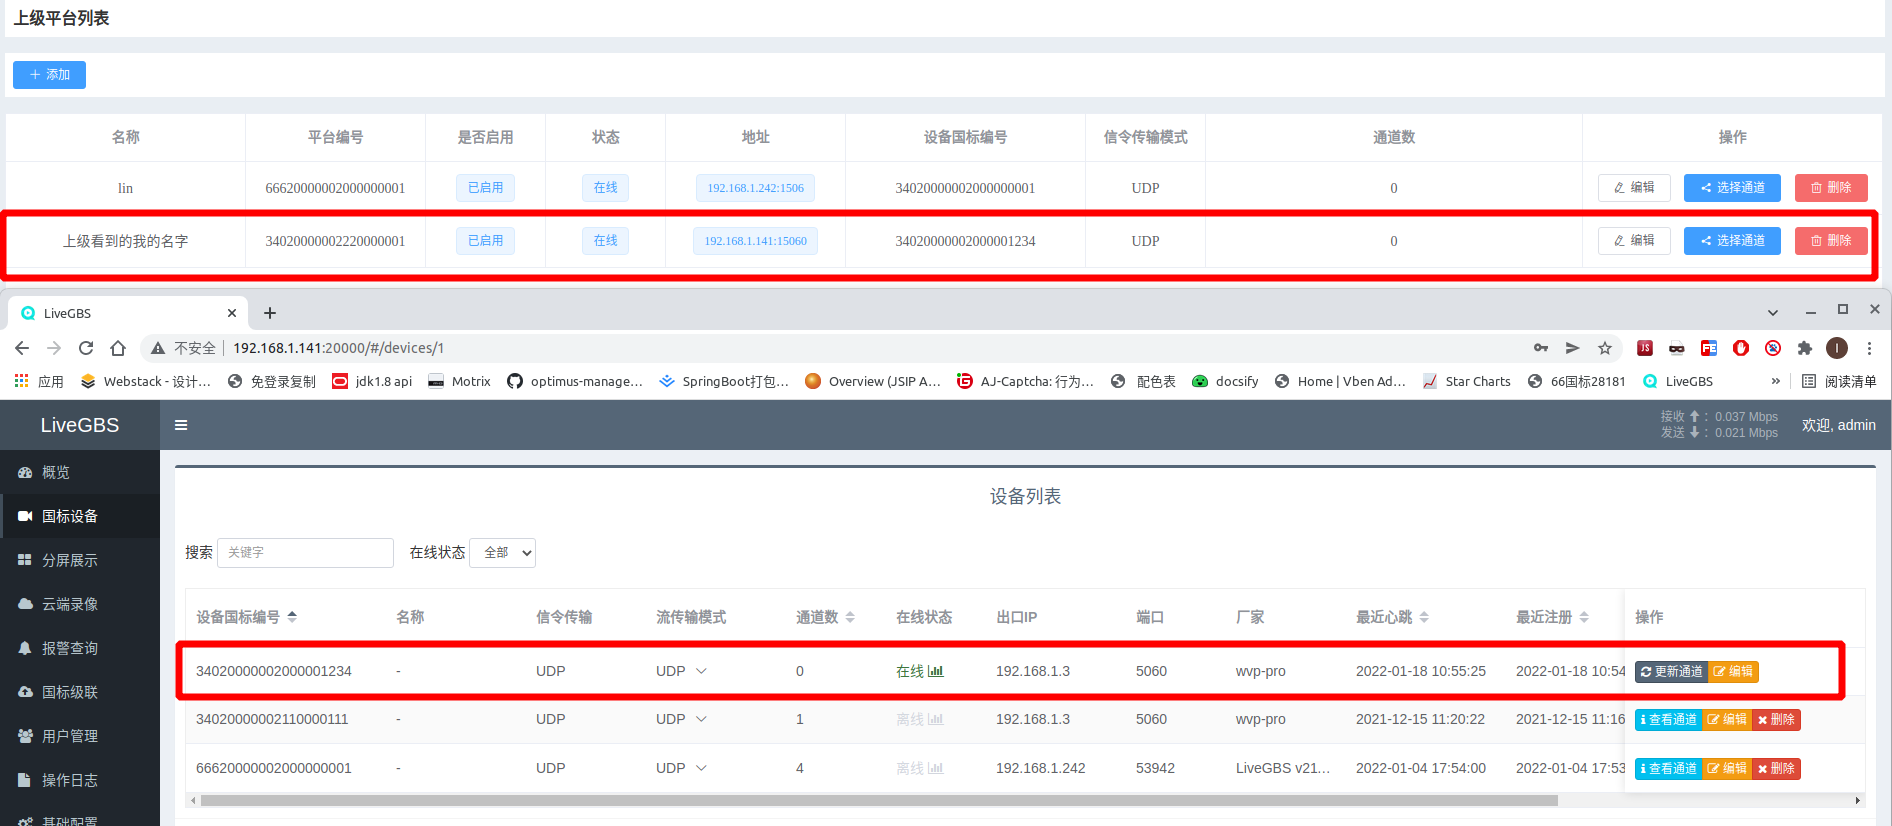 上级平台列表
添加
名称 平台编号 是否启用 状态 地址 设备国标编号 信令传输模式 通道数 操作
lin 66620000002000000001 已启用 在线 192.168.1.242:1506 34020000002000000001 UDP 0 编辑 选择通道 删除
上级看到的我的名字 34020000002220000001 已启用 在线 192.168.1.141:15060 34020000002000001234 UDP 0 编辑 选择通道 删除
LiveGBS
不安全 192.168.1.141:20000/#/devices/1
应用 Webstack - 设计... 免登录复制 jdk1.8 api Motrix optimus-manage... SpringBoot打包... Overview (JSIP A... AJ-Captcha: 行为... 配色表 docsify Home | Vben Ad... Star Charts 66国标28181 LiveGBS » 阅读清单
LiveGBS
接收 : 0.037 Mbps
发送 : 0.021 Mbps
欢迎, admin
概览
国标设备
分屏展示
云端录像
报警查询
国标级联
用户管理
操作日志
基础配置
设备列表
搜索 关键字 在线状态 全部
设备国标编号 名称 信令传输 流传输模式 通道数 在线状态 出口IP 端口 厂家 最近心跳 最近注册 操作
34020000002000001234 - UDP UDP 0 在线 192.168.1.3 5060 wvp-pro 2022-01-18 10:55:25 2022-01-18 10:54 更新通道 编辑
34020000002110000111 - UDP UDP 1 离线 192.168.1.3 5060 wvp-pro 2021-12-15 11:20:22 2021-12-15 11:16 查看通道 编辑 删除
66620000002000000001 - UDP UDP 4 离线 192.168.1.242 53942 LiveGBS v21... 2022-01-04 17:54:00 2022-01-04 17:53 查看通道 编辑 删除